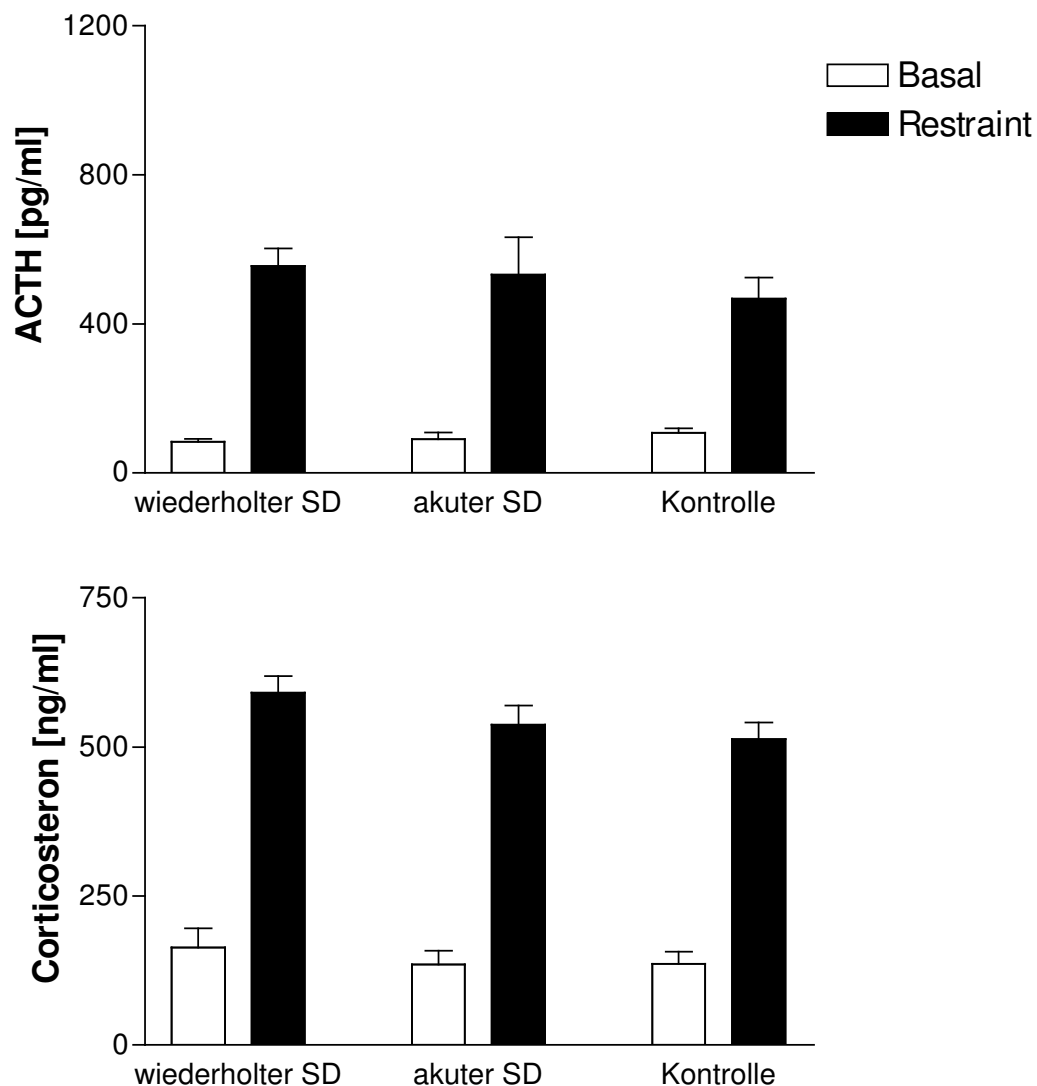 1200
800
400
0
ACTH [pg/ml]
Basal
Restraint
wiederholter SD akuter SD Kontrolle
750
500
250
0
Corticosteron [ng/ml]
wiederholter SD akuter SD Kontrolle